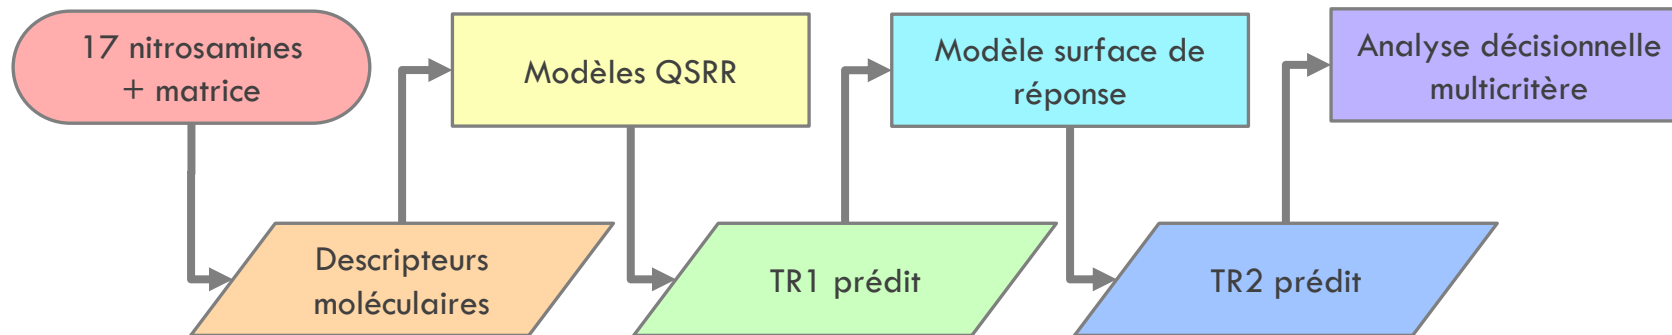 17 nitrosamines
+ matrice
Descripteurs
moléculaires
Modèles QSRR
TR1 prédit
Modèle surface de
réponse
TR2 prédit
Analyse décisionnelle
multicritère